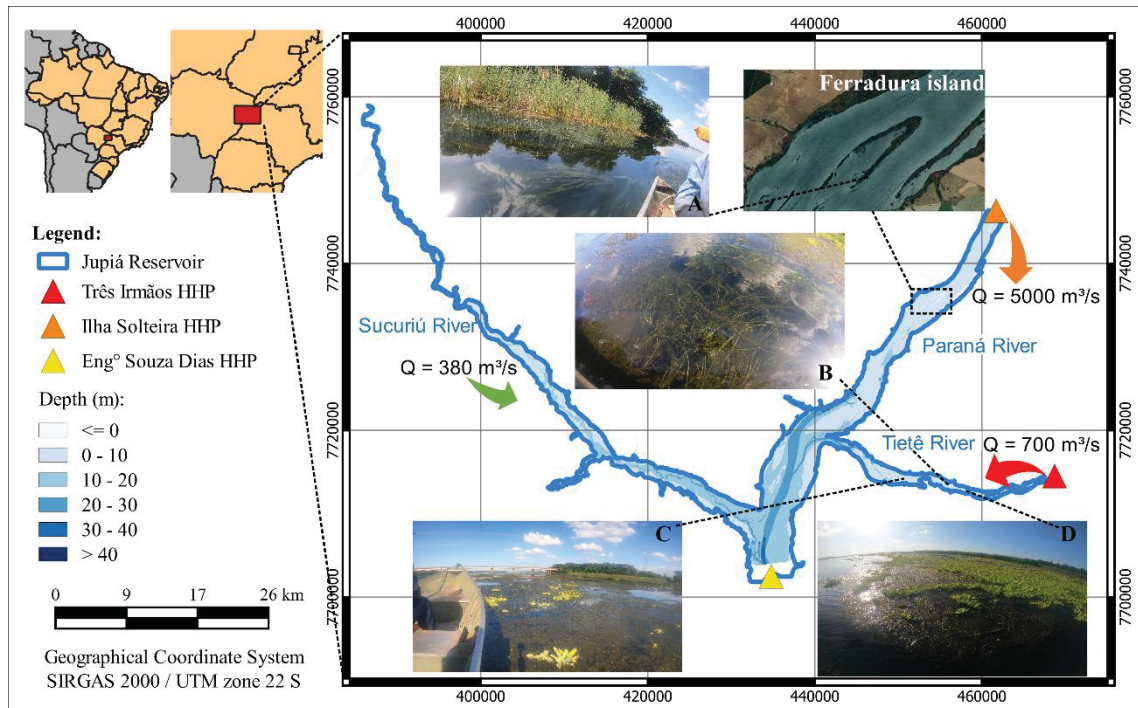 400000
420000
440000
460000
7760000
7760000
Ferradura island
A
Legend:
Jupiá Reservoir
Três Irmãos HHP
Ilha Solteira HHP
Eng° Souza Dias HHP
7740000
7740000
Q = 5000 m³/s
Sucuriú River
Q = 380 m³/s
Paraná River
B
Depth (m):
<= 0
0 - 10
10 - 20
20 - 30
30 - 40
> 40
7720000
7720000
Tietê River
Q = 700 m³/s
C
D
0
9
17
26 km
7700000
7700000
Geographical Coordinate System
SIRGAS 2000 / UTM zone 22 S
400000
420000
440000
460000